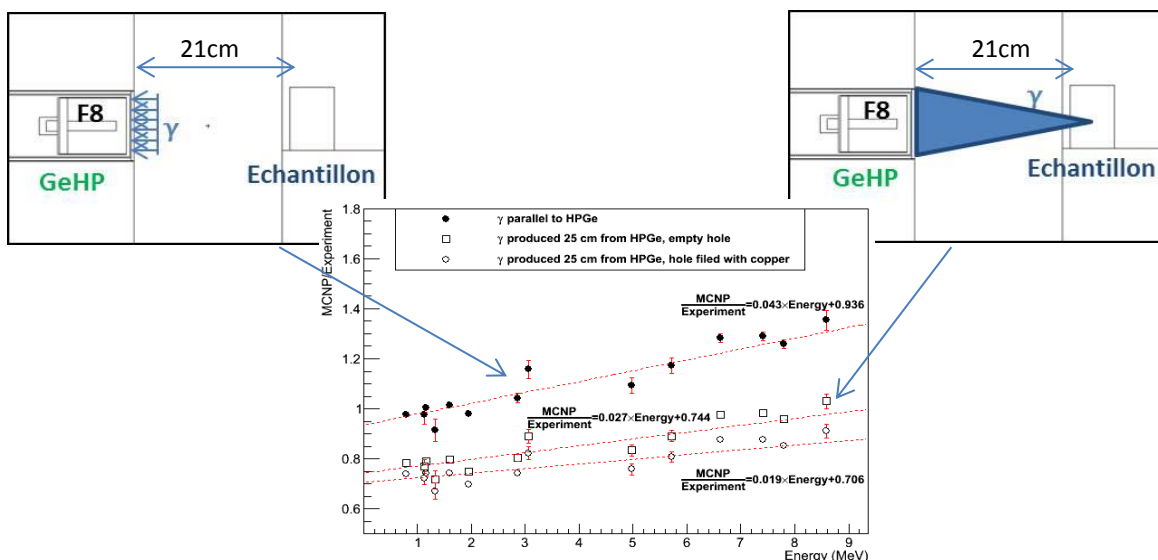 21cm
F8
γ
GeHP
Echantillon
21cm
F8
γ
GeHP
Echantillon
MCNP/Experiment
1.8
1.6
1.4
1.2
1
0.8
0.6
γ parallel to HPGe
γ produced 25 cm from HPGe, empty hole
γ produced 25 cm from HPGe, hole filed with copper
MCNP
Experiment
=0.043×Energy+0.936
MCNP
Experiment
=0.027×Energy+0.744
MCNP
Experiment
=0.019×Energy+0.706
1 2 3 4 5 6 7 8 9
Energy (MeV)